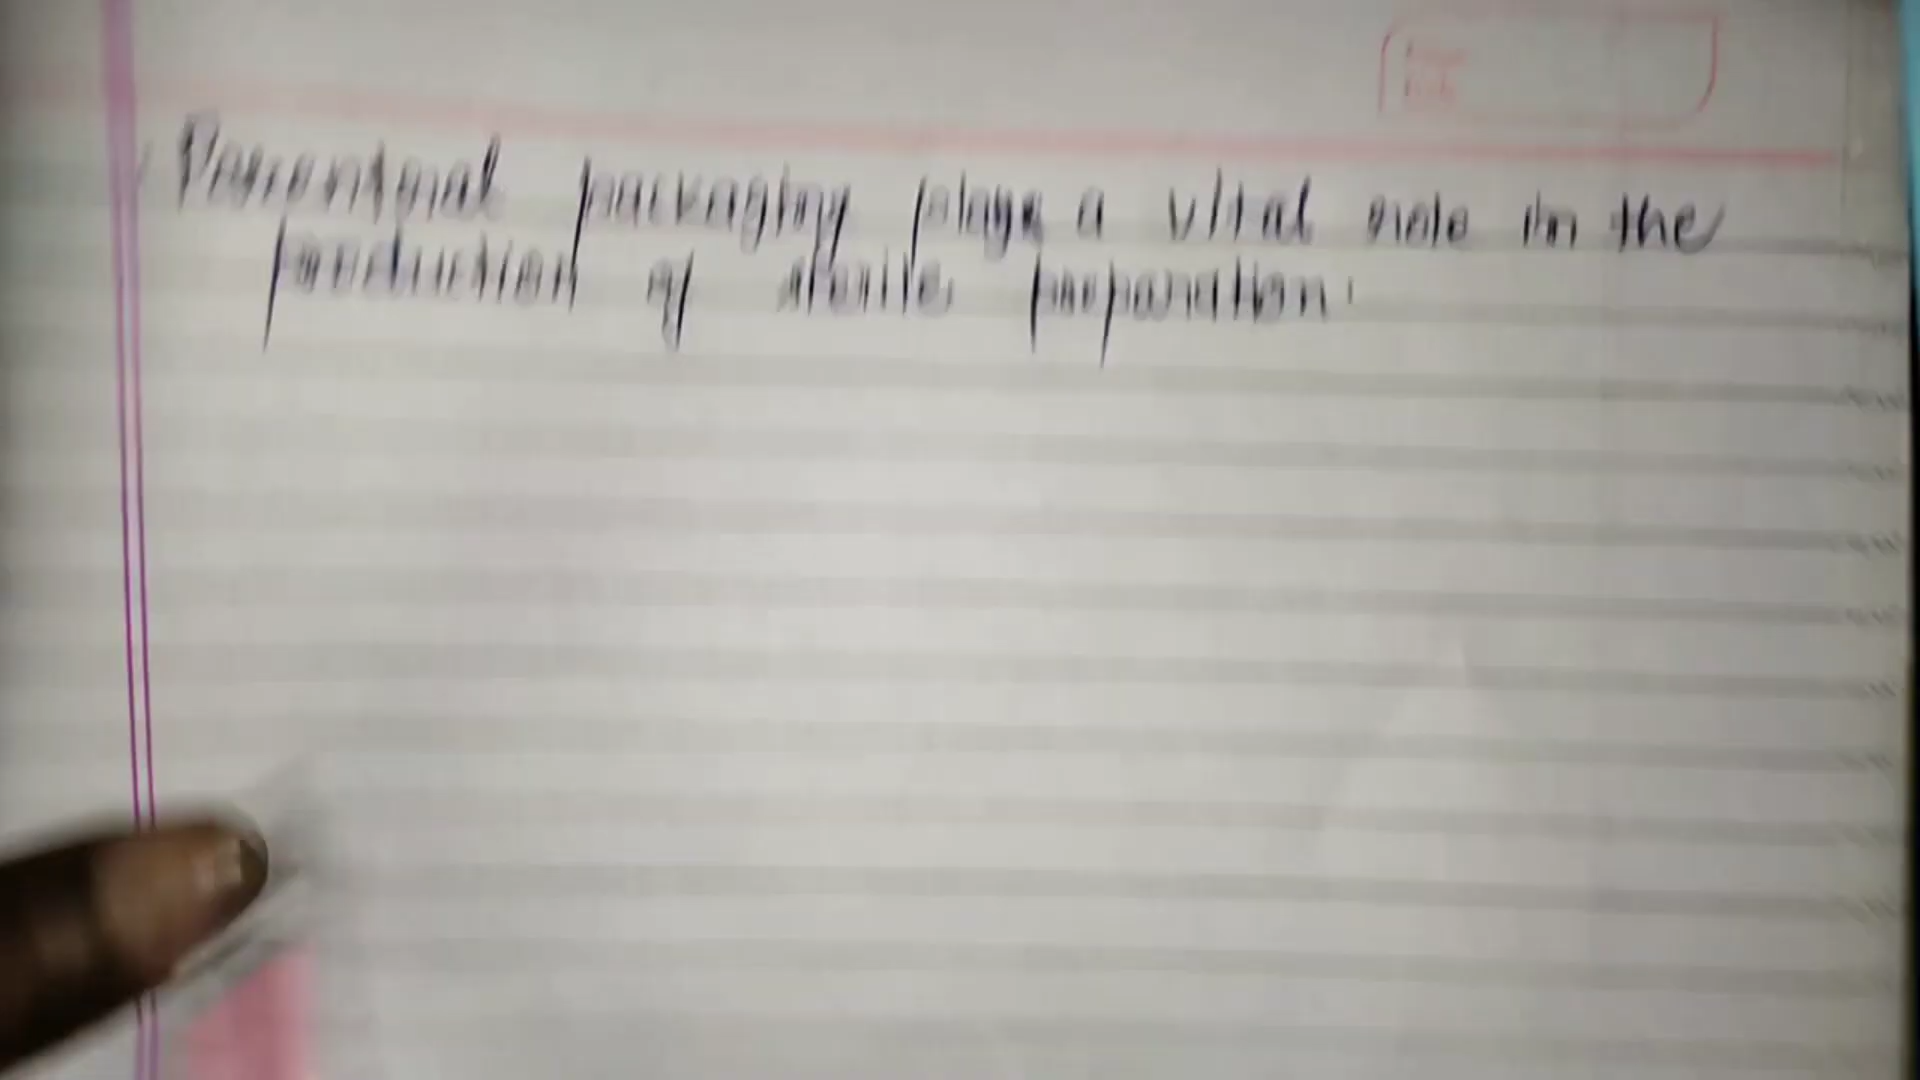 Parenteral packaging plays a vital role in the
production of sterile preparation.